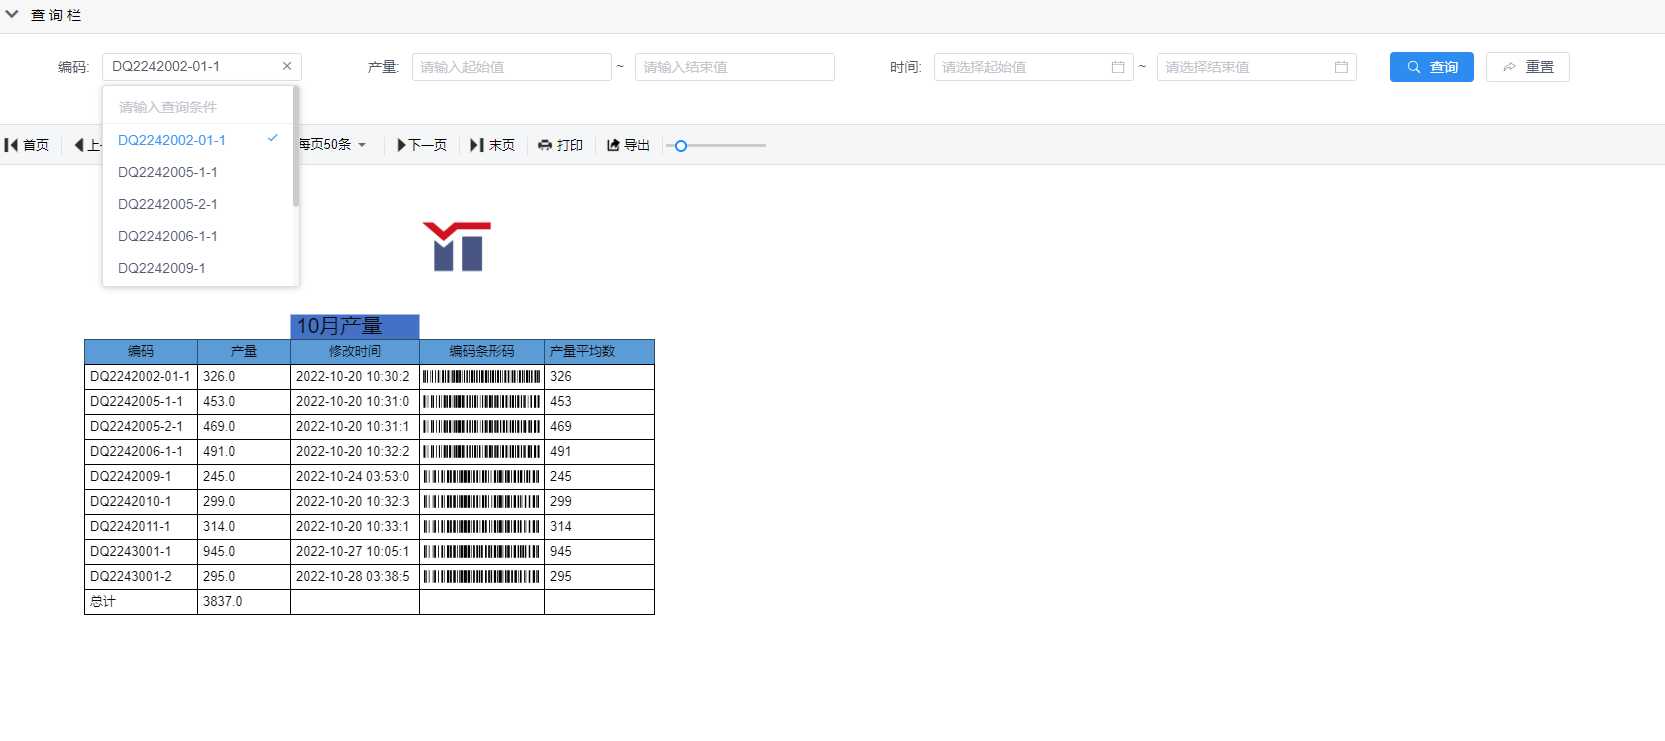 查 询 栏
编码: DQ2242002-01-1 产量: 请输入起始值 ~ 请输入结束值 时间: 请选择起始值 ~ 请选择结束值 查询 重置
请输入查询条件
DQ2242002-01-1
DQ2242005-1-1
DQ2242005-2-1
DQ2242006-1-1
DQ2242009-1
首页 上一 每页50条 下一页 末页 打印 导出
10月产量
编码 产量 修改时间 编码条形码 产量平均数
DQ2242002-01-1 326.0 2022-10-20 10:30:2 326
DQ2242005-1-1 453.0 2022-10-20 10:31:0 453
DQ2242005-2-1 469.0 2022-10-20 10:31:1 469
DQ2242006-1-1 491.0 2022-10-20 10:32:2 491
DQ2242009-1 245.0 2022-10-24 03:53:0 245
DQ2242010-1 299.0 2022-10-20 10:32:3 299
DQ2242011-1 314.0 2022-10-20 10:33:1 314
DQ2243001-1 945.0 2022-10-27 10:05:1 945
DQ2243001-2 295.0 2022-10-28 03:38:5 295
总计 3837.0